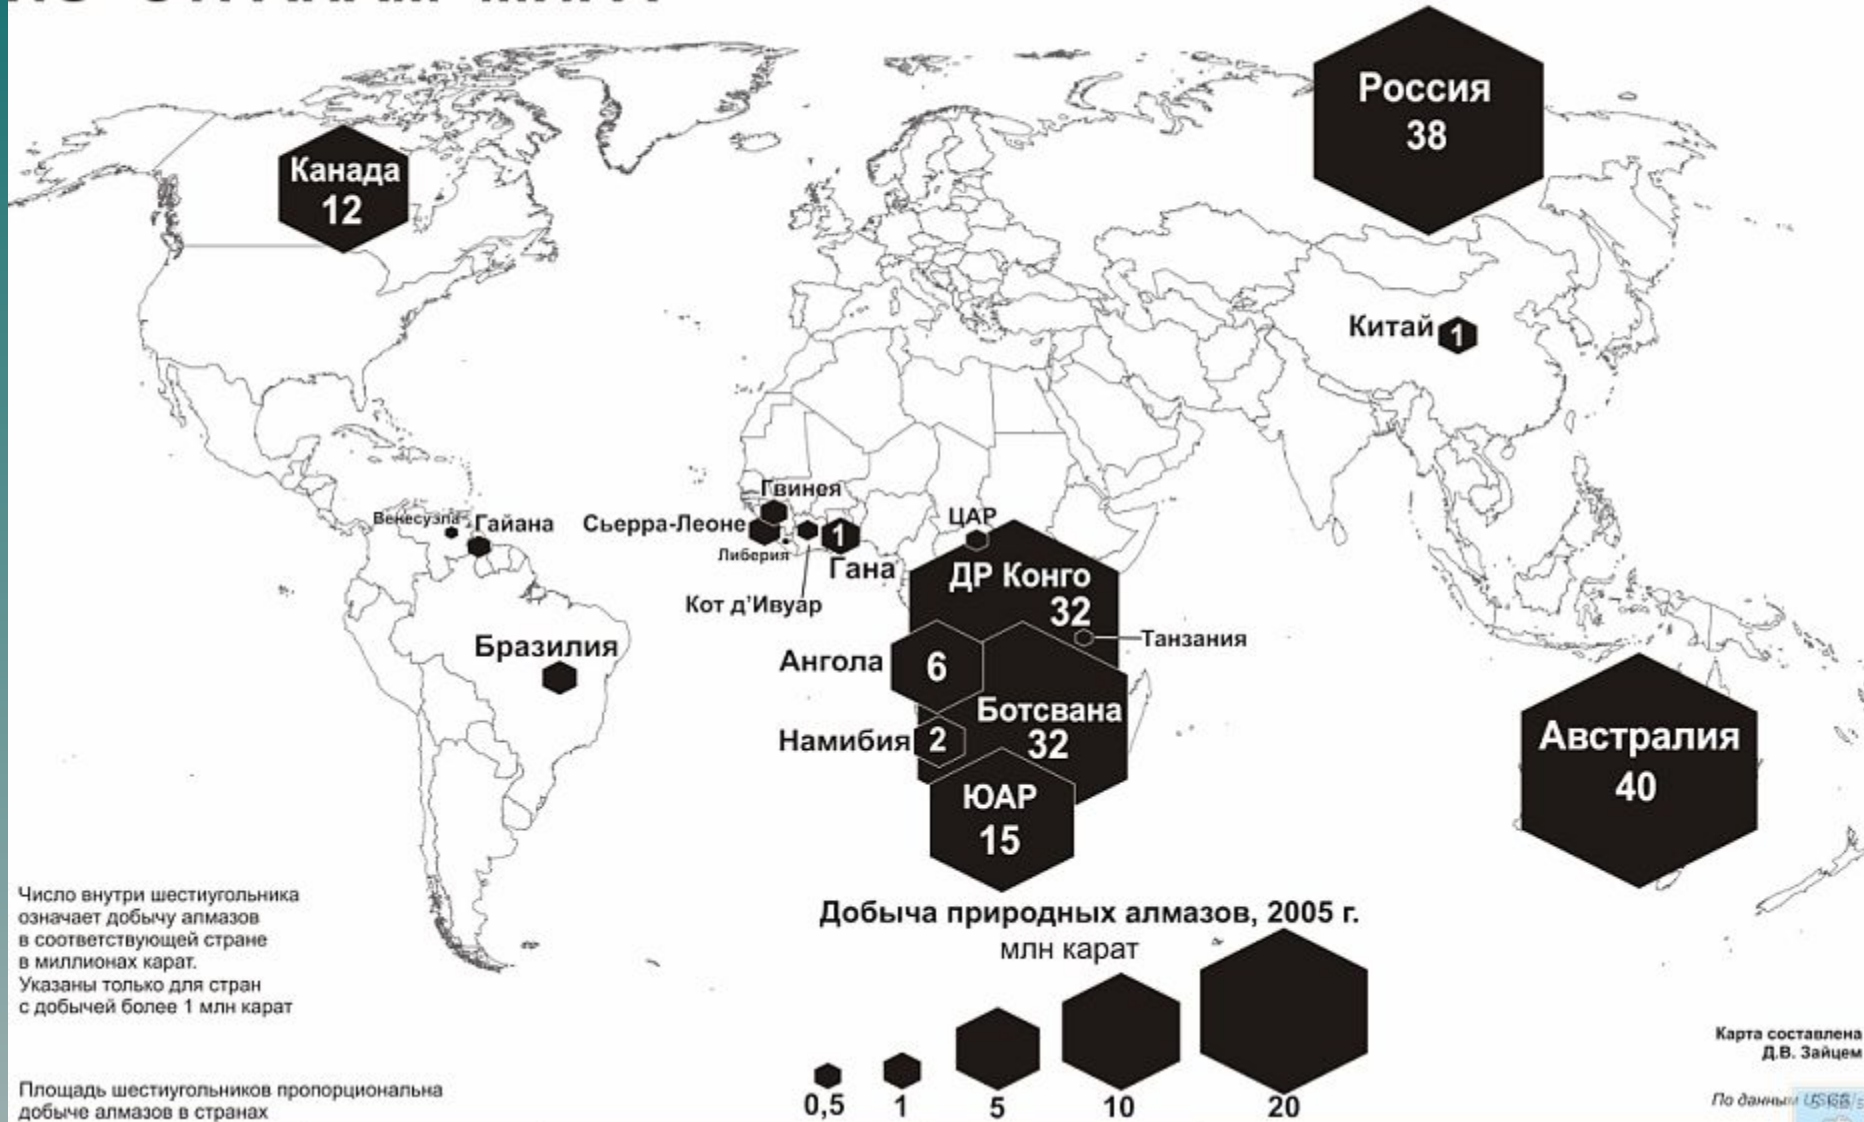 Россия
38
Канада
12
Китай 1
Гвинея
Венесуэла
Гайана
Сьерра-Леоне
1
ЦАР
Либерия
Гана
ДР Конго
32
Кот д’Ивуар
Танзания
Бразилия
Ангола 6
Ботсвана
32
Намибия 2
Австралия
40
ЮАР
15
Число внутри шестиугольника
означает добычу алмазов
в соответствующей стране
в миллионах карат.
Указаны только для стран
с добычей более 1 млн карат
Добыча природных алмазов, 2005 г.
млн карат
0,5 1 5 10 20
Площадь шестиугольников пропорциональна
добыче алмазов в странах
Карта составлена
Д.В. Зайцем
По данным